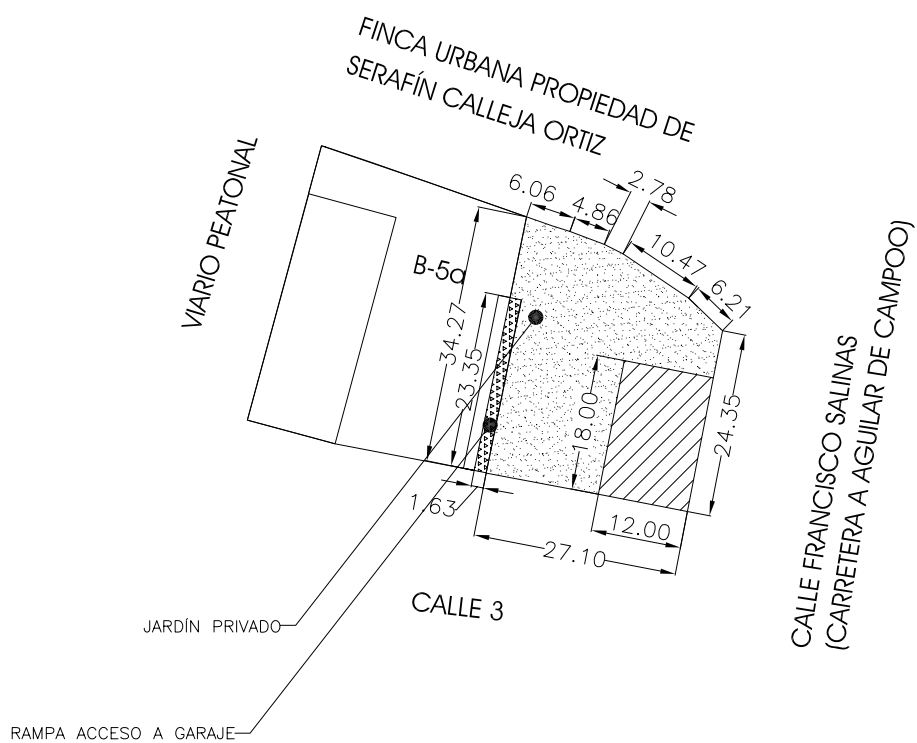 FINCA URBANA PROPIEDAD DE
SERAFÍN CALLEJA ORTIZ
VIARIO PEATONAL
6.06
4.86
2.78
10.47
6.21
B-5a
34.27
23.35
18.00
24.35
1.63
12.00
27.10
CALLE 3
CALLE FRANCISCO SALINAS
(CARRETERA A AGUILAR DE CAMPOO)
JARDÍN PRIVADO
RAMPA ACCESO A GARAJE